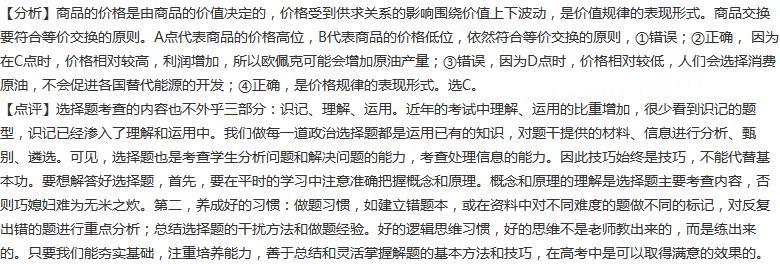 【分析】商品的价格是由商品的价值决定的，价格受到供求关系的影响围绕价值上下波动，是价值规律的表现形式。商品交换
要符合等价交换的原则。A点代表商品的价格高位，B代表商品的价格低位，依然符合等价交换的原则，①错误；②正确， 因为
在C点时，价格相对较高，利润增加，所以欧佩克可能会增加原油产量；③错误，因为D点时，价格相对较低，人们会选择消费
原油，不会促进各国替代能源的开发；④正确，是价格规律的表现形式。选C。
【点评】选择题考查的内容也不外乎三部分：识记、理解、运用。近年的考试中理解、运用的比重增加，很少看到识记的题
型，识记已经渗入了理解和运用中。我们做每一道政治选择题都是运用已有的知识，对题干提供的材料、信息进行分析、甄
别、遴选。可见，选择题也是考查学生分析问题和解决问题的能力，考查处理信息的能力。因此技巧始终是技巧，不能代替基
本功。要想解答好选择题，首先，要在平时的学习中注意准确把握概念和原理。概念和原理的理解是选择题主要考查内容，否
则巧媳妇难为无米之炊。第二，养成好的习惯：做题习惯，如建立错题本，或在资料中对不同难度的题做不同的标记，对反复
出错的题进行重点分析；总结选择题的干扰方法和做题经验。好的逻辑思维习惯，好的思维不是老师教出来的，而是练出来
的。只要我们能夯实基础，注重培养能力，善于总结和灵活掌握解题的基本方法和技巧，在高考中是可以取得满意的效果的。